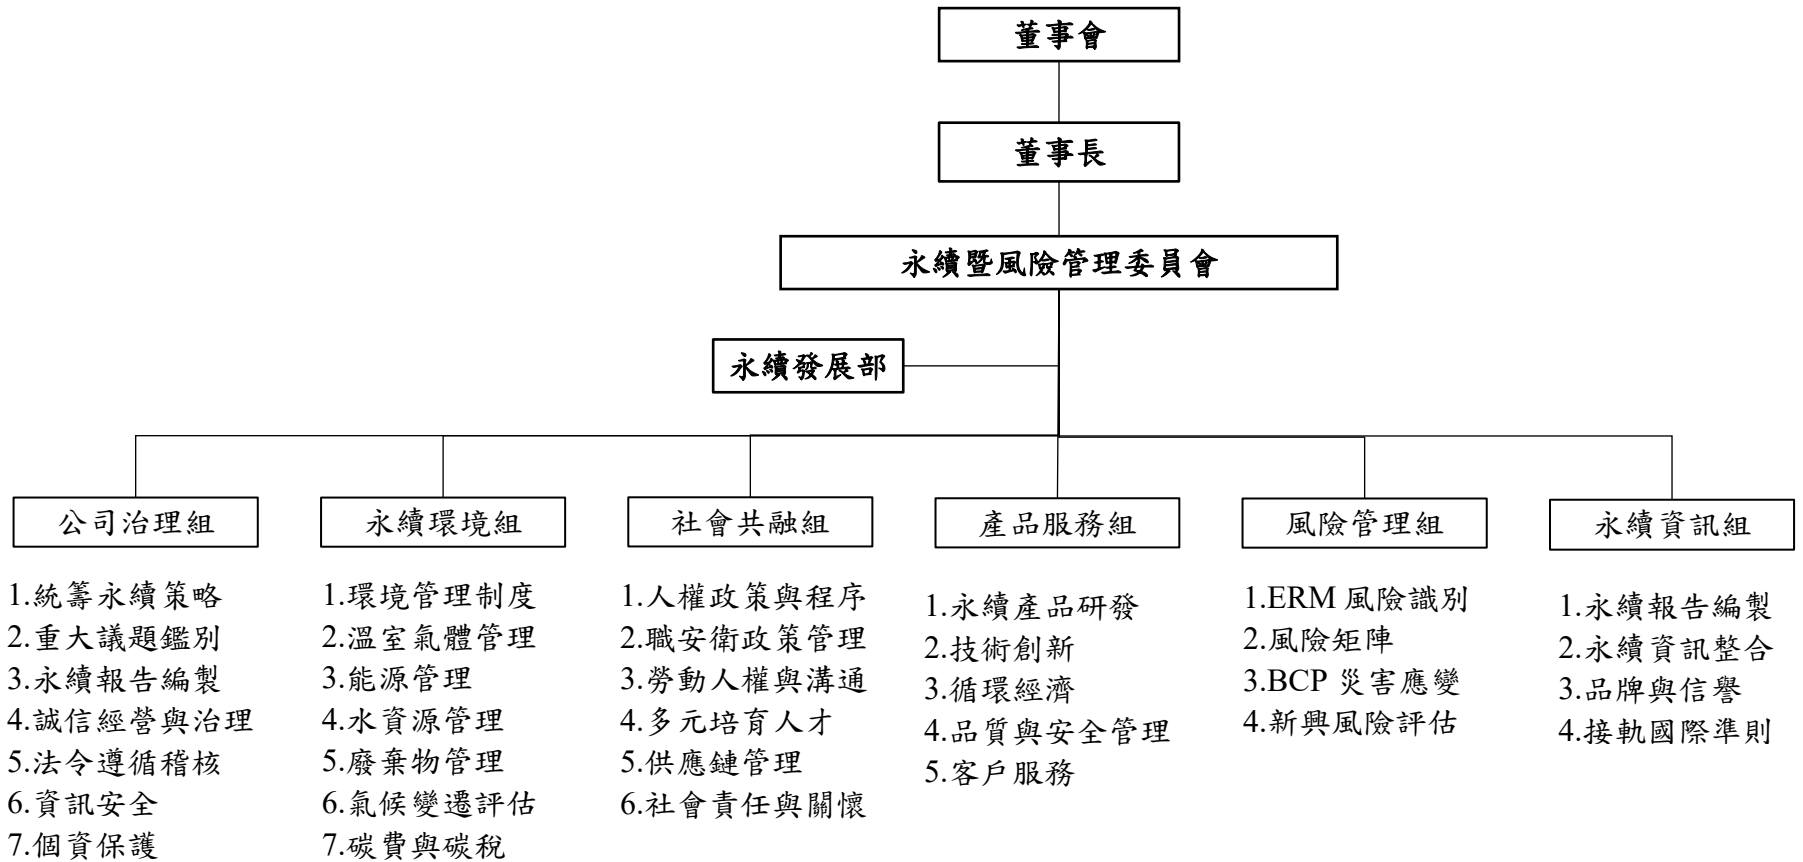 董事會
董事長
永續暨風險管理委員會
永續發展部
公司治理組
1.統籌永續策略
2.重大議題鑑別
3.永續報告編製
4.誠信經營與治理
5.法令遵循稽核
6.資訊安全
7.個資保護
永續環境組
1.環境管理制度
2.溫室氣體管理
3.能源管理
4.水資源管理
5.廢棄物管理
6.氣候變遷評估
7.碳費與碳稅
社會共融組
1.人權政策與程序
2.職安衛政策管理
3.勞動人權與溝通
4.多元培育人才
5.供應鏈管理
6.社會責任與關懷
產品服務組
1.永續產品研發
2.技術創新
3.循環經濟
4.品質與安全管理
5.客戶服務
風險管理組
1.ERM 風險識別
2.風險矩陣
3.BCP 災害應變
4.新興風險評估
永續資訊組
1.永續報告編製
2.永續資訊整合
3.品牌與信譽
4.接軌國際準則